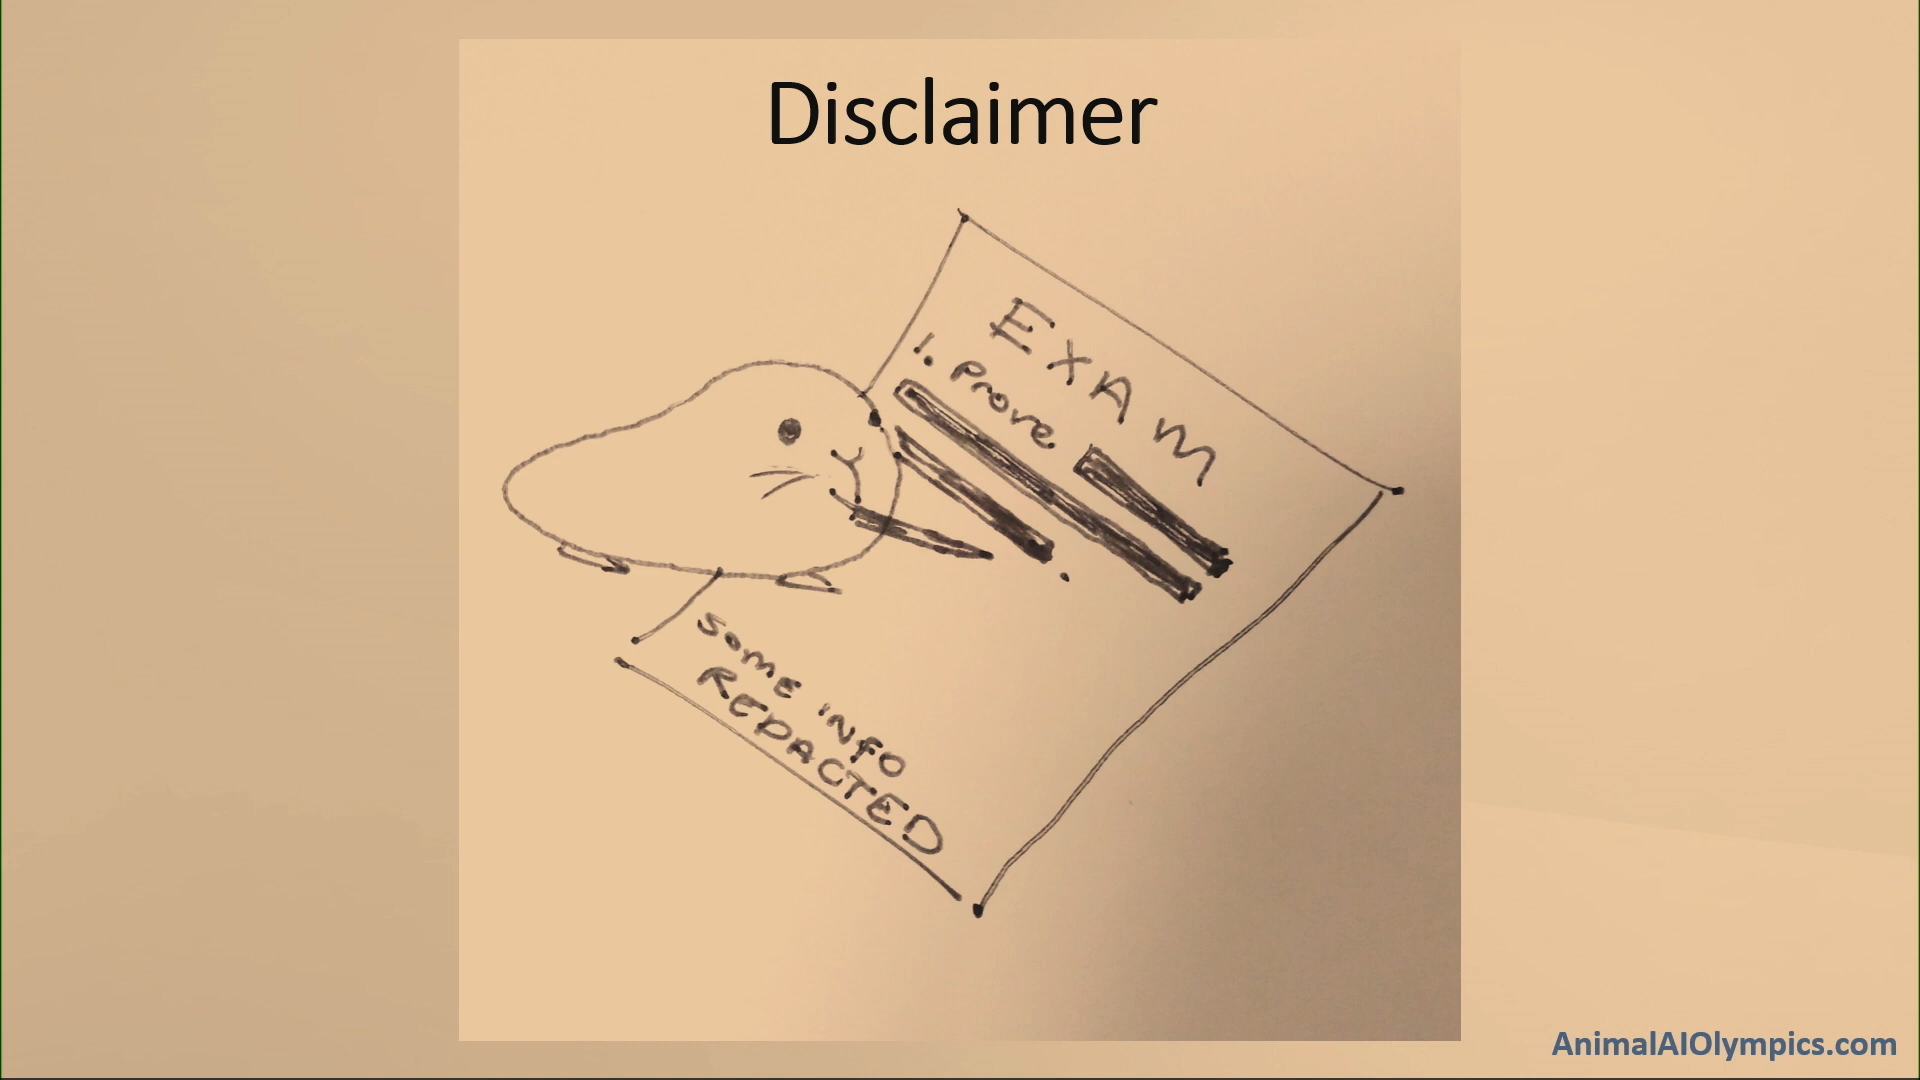 Disclaimer
EXAM
1. Prove
SOME INFO
REDACTED
AnimalAIOlympics.com